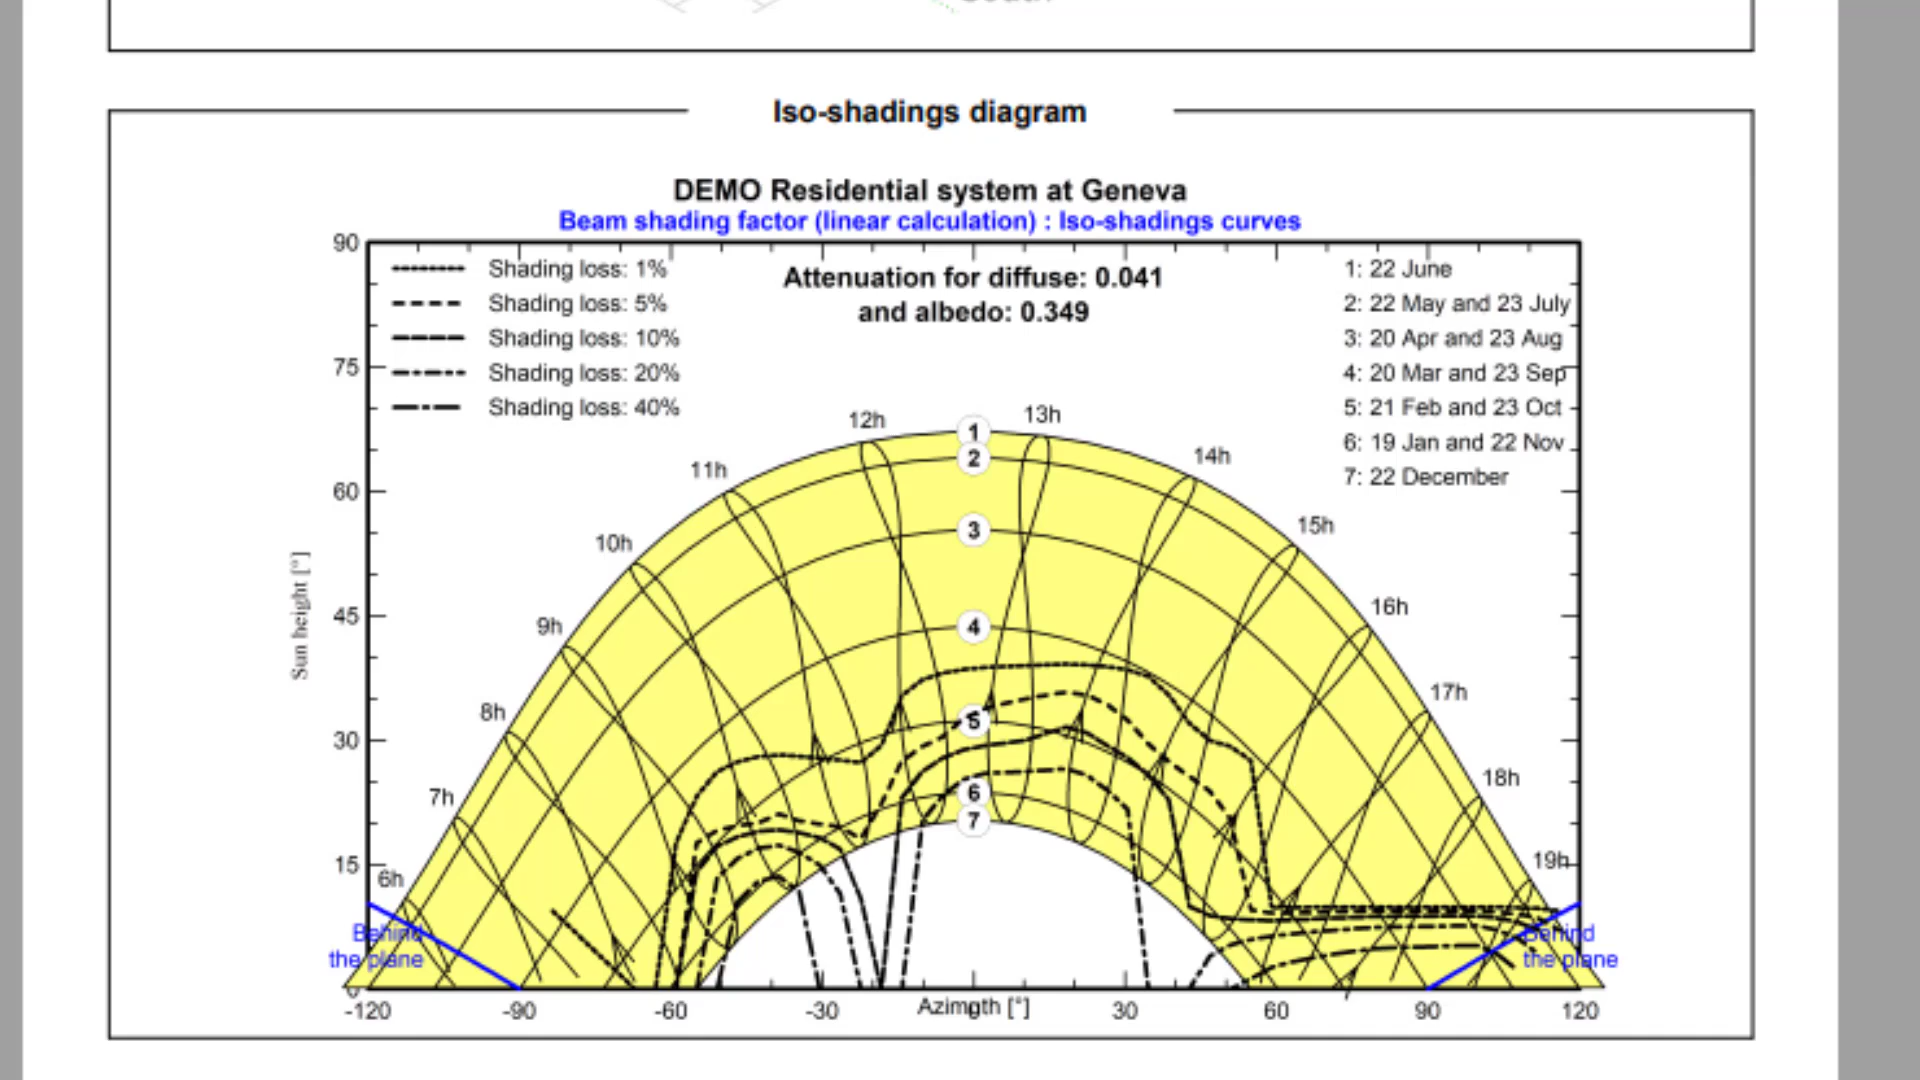 Iso-shadings diagram
DEMO Residential system at Geneva
Beam shading factor (linear calculation) : Iso-shadings curves
90
Shading loss: 1%
Shading loss: 5%
Shading loss: 10%
Shading loss: 20%
Shading loss: 40%
Attenuation for diffuse: 0.041
and albedo: 0.349
1: 22 June
2: 22 May and 23 July
3: 20 Apr and 23 Aug
4: 20 Mar and 23 Sep
5: 21 Feb and 23 Oct
6: 19 Jan and 22 Nov
7: 22 December
75
60
45
30
15
0
Sun height [°]
6h
7h
8h
9h
10h
11h
12h
13h
14h
15h
16h
17h
18h
19h
1
2
3
4
5
6
7
Behind
the plane
Behind
the plane
-120
-90
-60
-30
Azimuth [°]
0
30
60
90
120